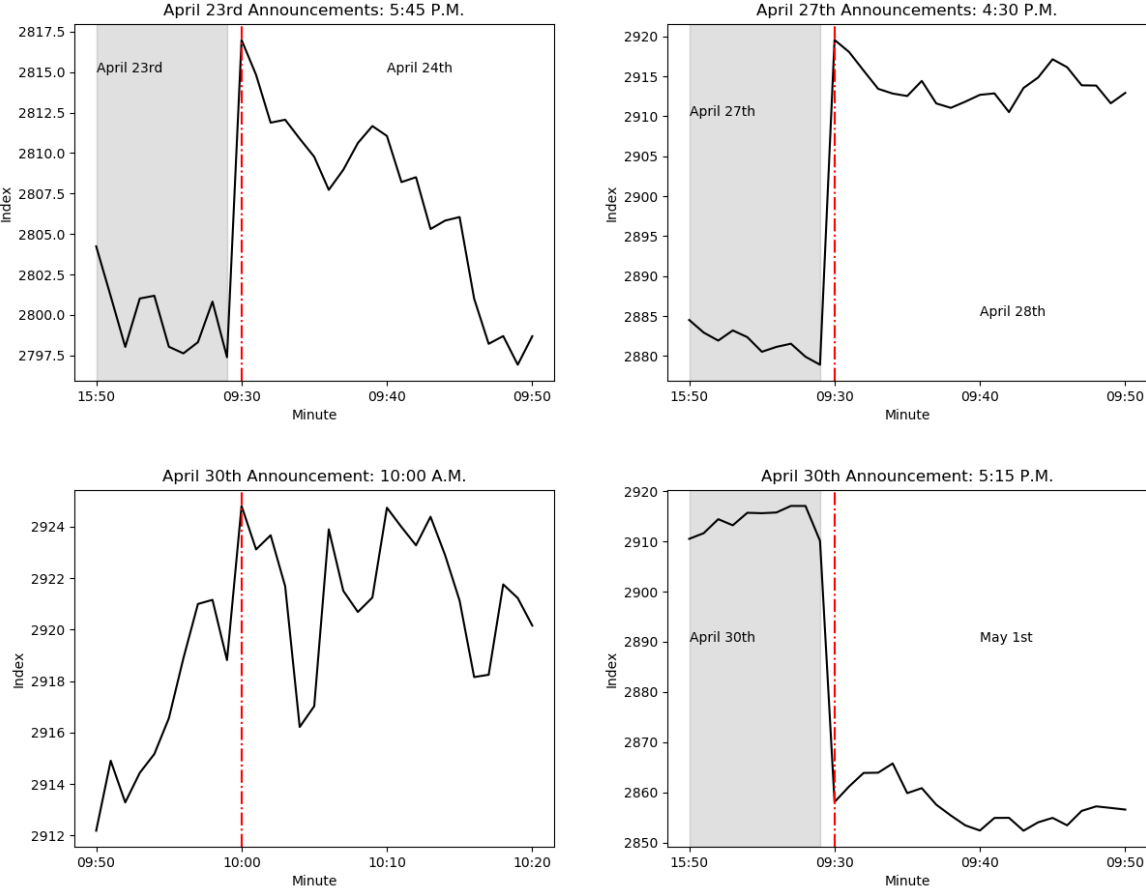 April 23rd Announcements: 5:45 P.M.
2817.5
2815.0
2812.5
2810.0
2807.5
2805.0
2802.5
2800.0
2797.5
Index
April 23rd
April 24th
15:50
09:30
09:40
09:50
Minute
April 27th Announcements: 4:30 P.M.
2920
2915
2910
2905
2900
2895
2890
2885
2880
Index
April 27th
April 28th
15:50
09:30
09:40
09:50
Minute
April 30th Announcement: 10:00 A.M.
2924
2922
2920
2918
2916
2914
2912
Index
09:50
10:00
10:10
10:20
Minute
April 30th Announcement: 5:15 P.M.
2920
2910
2900
2890
2880
2870
2860
2850
Index
April 30th
May 1st
15:50
09:30
09:40
09:50
Minute